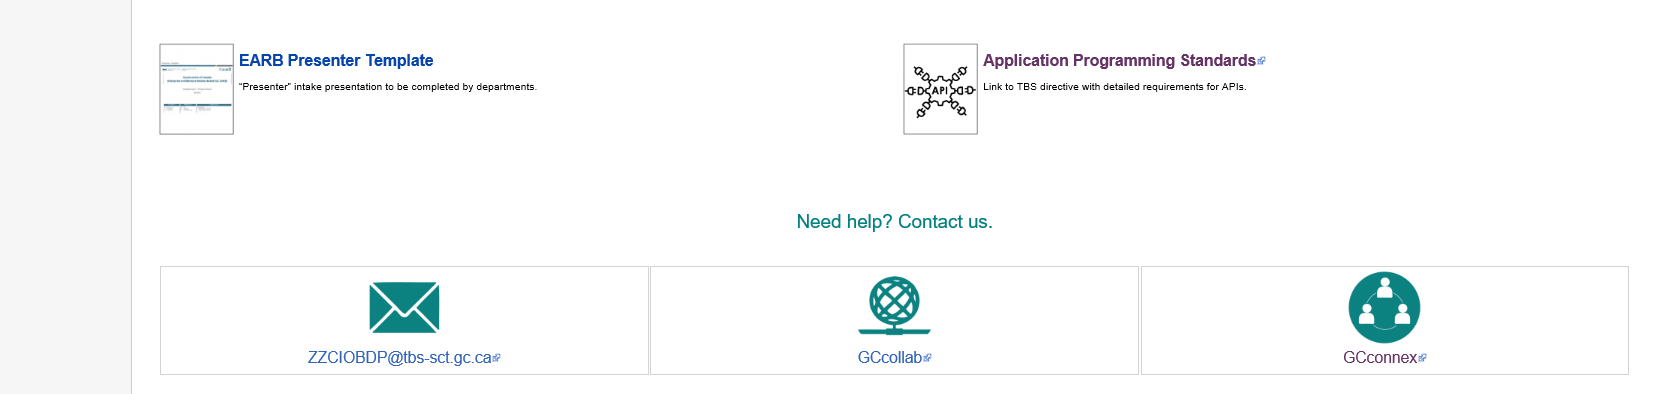 EARB Presenter Template
"Presenter" intake presentation to be completed by departments.
API
Application Programming Standards
Link to TBS directive with detailed requirements for APIs.
Need help? Contact us.
ZZCIOBDP@tbs-sct.gc.ca
GCcollab
GCconnex